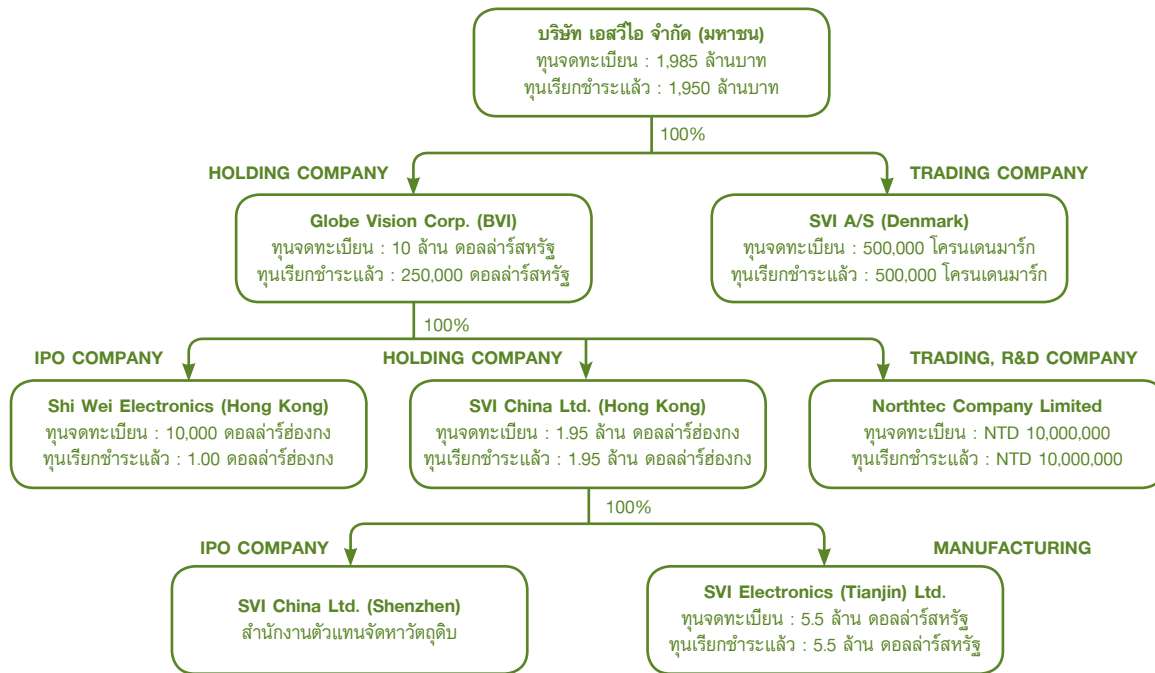 บริษัท เอสวีไอ จำกัด (มหาชน)
ทุนจดทะเบียน : 1,985 ล้านบาท
ทุนเรียกชำระแล้ว : 1,950 ล้านบาท
100%
HOLDING COMPANY
Globe Vision Corp. (BVI)
ทุนจดทะเบียน : 10 ล้าน ดอลล่าร์สหรัฐ
ทุนเรียกชำระแล้ว : 250,000 ดอลล่าร์สหรัฐ
TRADING COMPANY
SVI A/S (Denmark)
ทุนจดทะเบียน : 500,000 โครนเดนมาร์ก
ทุนเรียกชำระแล้ว : 500,000 โครนเดนมาร์ก
100%
IPO COMPANY
Shi Wei Electronics (Hong Kong)
ทุนจดทะเบียน : 10,000 ดอลล่าร์ฮ่องกง
ทุนเรียกชำระแล้ว : 1.00 ดอลล่าร์ฮ่องกง
HOLDING COMPANY
SVI China Ltd. (Hong Kong)
ทุนจดทะเบียน : 1.95 ล้าน ดอลล่าร์ฮ่องกง
ทุนเรียกชำระแล้ว : 1.95 ล้าน ดอลล่าร์ฮ่องกง
TRADING, R&D COMPANY
Northtec Company Limited
ทุนจดทะเบียน : NTD 10,000,000
ทุนเรียกชำระแล้ว : NTD 10,000,000
100%
IPO COMPANY
SVI China Ltd. (Shenzhen)
สำนักงานตัวแทนจัดหาวัตถุดิบ
MANUFACTURING
SVI Electronics (Tianjin) Ltd.
ทุนจดทะเบียน : 5.5 ล้าน ดอลล่าร์สหรัฐ
ทุนเรียกชำระแล้ว : 5.5 ล้าน ดอลล่าร์สหรัฐ